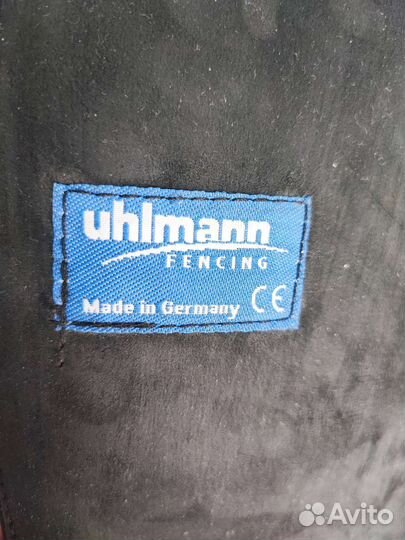 uhlmann
FENCING
Made in Germany CE
Avito